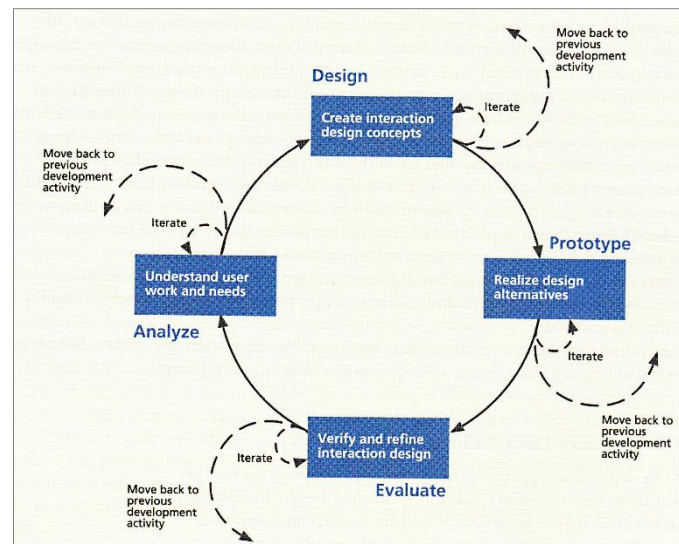 Move back to
previous
development
activity
Design
Create interaction
design concepts
Iterate
Move back to
previous
development
activity
Iterate
Understand user
work and needs
Analyze
Prototype
Realize design
alternatives
Iterate
Move back to
previous
development
activity
Verify and refine
interaction design
Iterate
Evaluate
Move back to
previous
development
activity